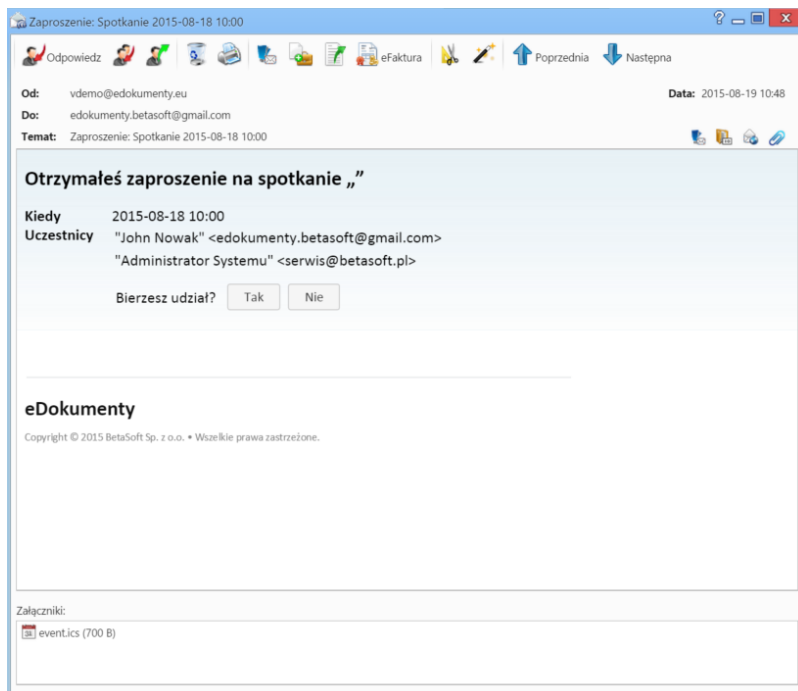 Zaproszenie: Spotkanie 2015-08-18 10:00
Odpowiedz eFaktura Poprzednia Następna
Od: vdemo@edokumenty.eu Data: 2015-08-19 10:48
Do: edokumenty.betasoft@gmail.com
Temat: Zaproszenie: Spotkanie 2015-08-18 10:00
Otrzymałeś zaproszenie na spotkanie „”
Kiedy 2015-08-18 10:00
Uczestnicy "John Nowak" <edokumenty.betasoft@gmail.com>
"Administrator Systemu" <serwis@betasoft.pl>
Bierzesz udział? Tak Nie
eDokumenty
Copyright © 2015 BetaSoft Sp. z o.o. • Wszelkie prawa zastrzeżone.
Załączniki:
event.ics (700 B)